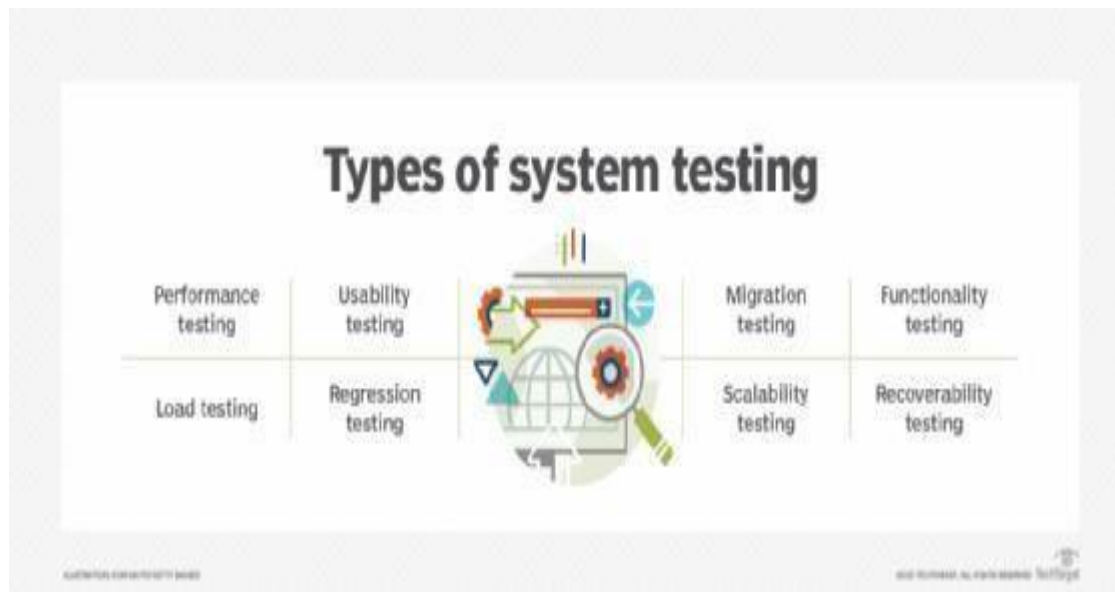 Types of system testing
Performance
testing
Usability
testing
Migration
testing
Functionality
testing
Load testing
Regression
testing
Scalability
testing
Recoverability
testing
TechTarget